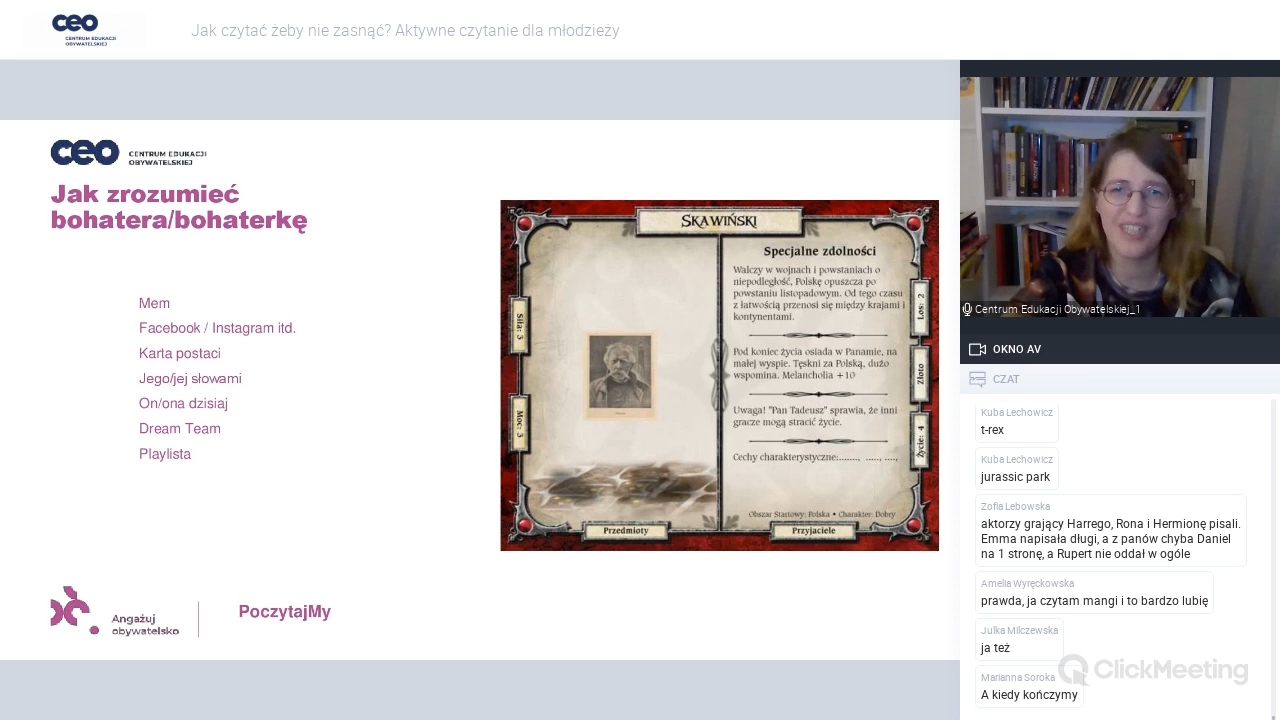 ceo
CENTRUM EDUKACJI
OBYWATELSKIEJ
Jak czytać żeby nie zasnąć? Aktywne czytanie dla młodzieży
ceo
CENTRUM EDUKACJI
OBYWATELSKIEJ
Jak zrozumieć
bohatera/bohaterkę
Mem
Facebook / Instagram itd.
Karta postaci
Jego/jej słowami
On/ona dzisiaj
Dream Team
Playlista
SKAWIŃSKI
Siła: 3
Moc: 3
Specjalne zdolności
Walczy w wojnach i powstaniach o
niepodległość, Polskę opuszcza po
powstaniu listopadowym. Od tego czasu
z łatwością przenosi się między krajami i
kontynentami.
Pod koniec życia osiada w Panamie, na
małej wyspie. Tęskni za Polską, dużo
wspomina. Melancholia +10
Uwaga! "Pan Tadeusz" sprawia, że inni
gracze mogą stracić życie.
Cechy charakterystyczne:........, ....., ....,
Obszar Startowy: Polska • Charakter: Dobry
Los: 2
Złoto
Życie: 4
Przedmioty
Przyjaciele
Angażuj
obywatelsko
PoczytajMy
Centrum Edukacji Obywatelskiej_1
OKNO AV
CZAT
Kuba Lechowicz
t-rex
Kuba Lechowicz
jurassic park
Zofia Lebowska
aktorzy grający Harrego, Rona i Hermionę pisali.
Emma napisała długi, a z panów chyba Daniel
na 1 stronę, a Rupert nie oddał w ogóle
Amelia Wyręckowska
prawda, ja czytam mangi i to bardzo lubię
Julka Milczewska
ja też
Marianna Soroka
A kiedy kończymy
ClickMeeting